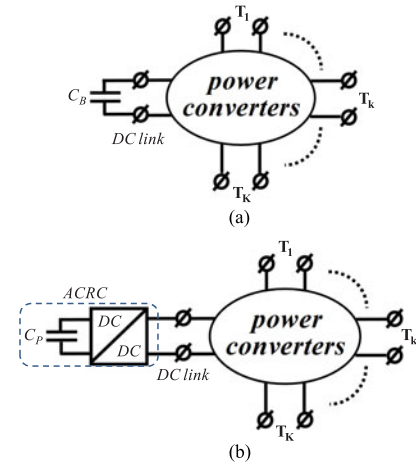 T1
power
converters
CB
DC link
Tk
TK
(a)
ACRC
T1
DC
CP
DC
power
converters
DC link
Tk
TK
(b)